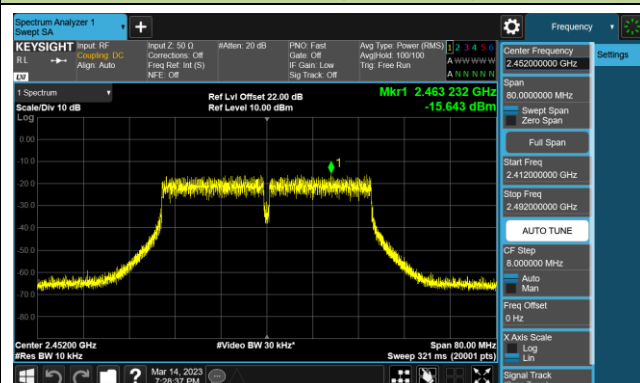 Spectrum Analyzer 1
Swept SA
Frequency
KEYSIGHT
RL
Input: RF
Coupling: DC
Align: Auto
Input Z: 50 Ω
Corrections: Off
Freq Ref: Int (S)
NFE: Off
#Atten: 20 dB
PNO: Fast
Gate: Off
IF Gain: Low
Sig Track: Off
Avg Type: Power (RMS)
Avg|Hold: 100/100
Trig: Free Run
1 2 3 4 5 6
A W W W W W
A N N N N N
1 Spectrum
Scale/Div 10 dB
Log
Ref Lvl Offset 22.00 dB
Ref Level 10.00 dBm
Mkr1 2.463 232 GHz
-15.643 dBm
1
0.00
-10.0
-20.0
-30.0
-40.0
-50.0
-60.0
-70.0
-80.0
Center 2.45200 GHz
#Res BW 10 kHz
#Video BW 30 kHz*
Span 80.00 MHz
Sweep 321 ms (20001 pts)
Mar 14, 2023
7:28:37 PM
Center Frequency
2.452000000 GHz
Settings
Span
80.0000000 MHz
Swept Span
Zero Span
Full Span
Start Freq
2.412000000 GHz
Stop Freq
2.492000000 GHz
AUTO TUNE
CF Step
8.000000 MHz
Auto
Man
Freq Offset
0 Hz
X Axis Scale
Log
Lin
Signal Track